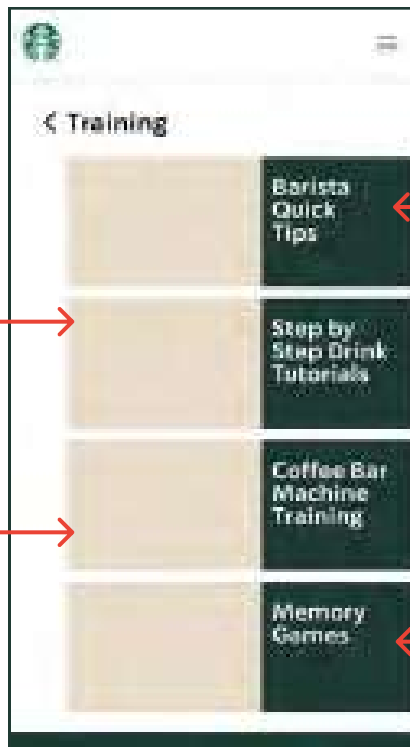 < Training
Barista
Quick
Tips
Step by
Step Drink
Tutorials
Coffee Bar
Machine
Training
Memory
Games